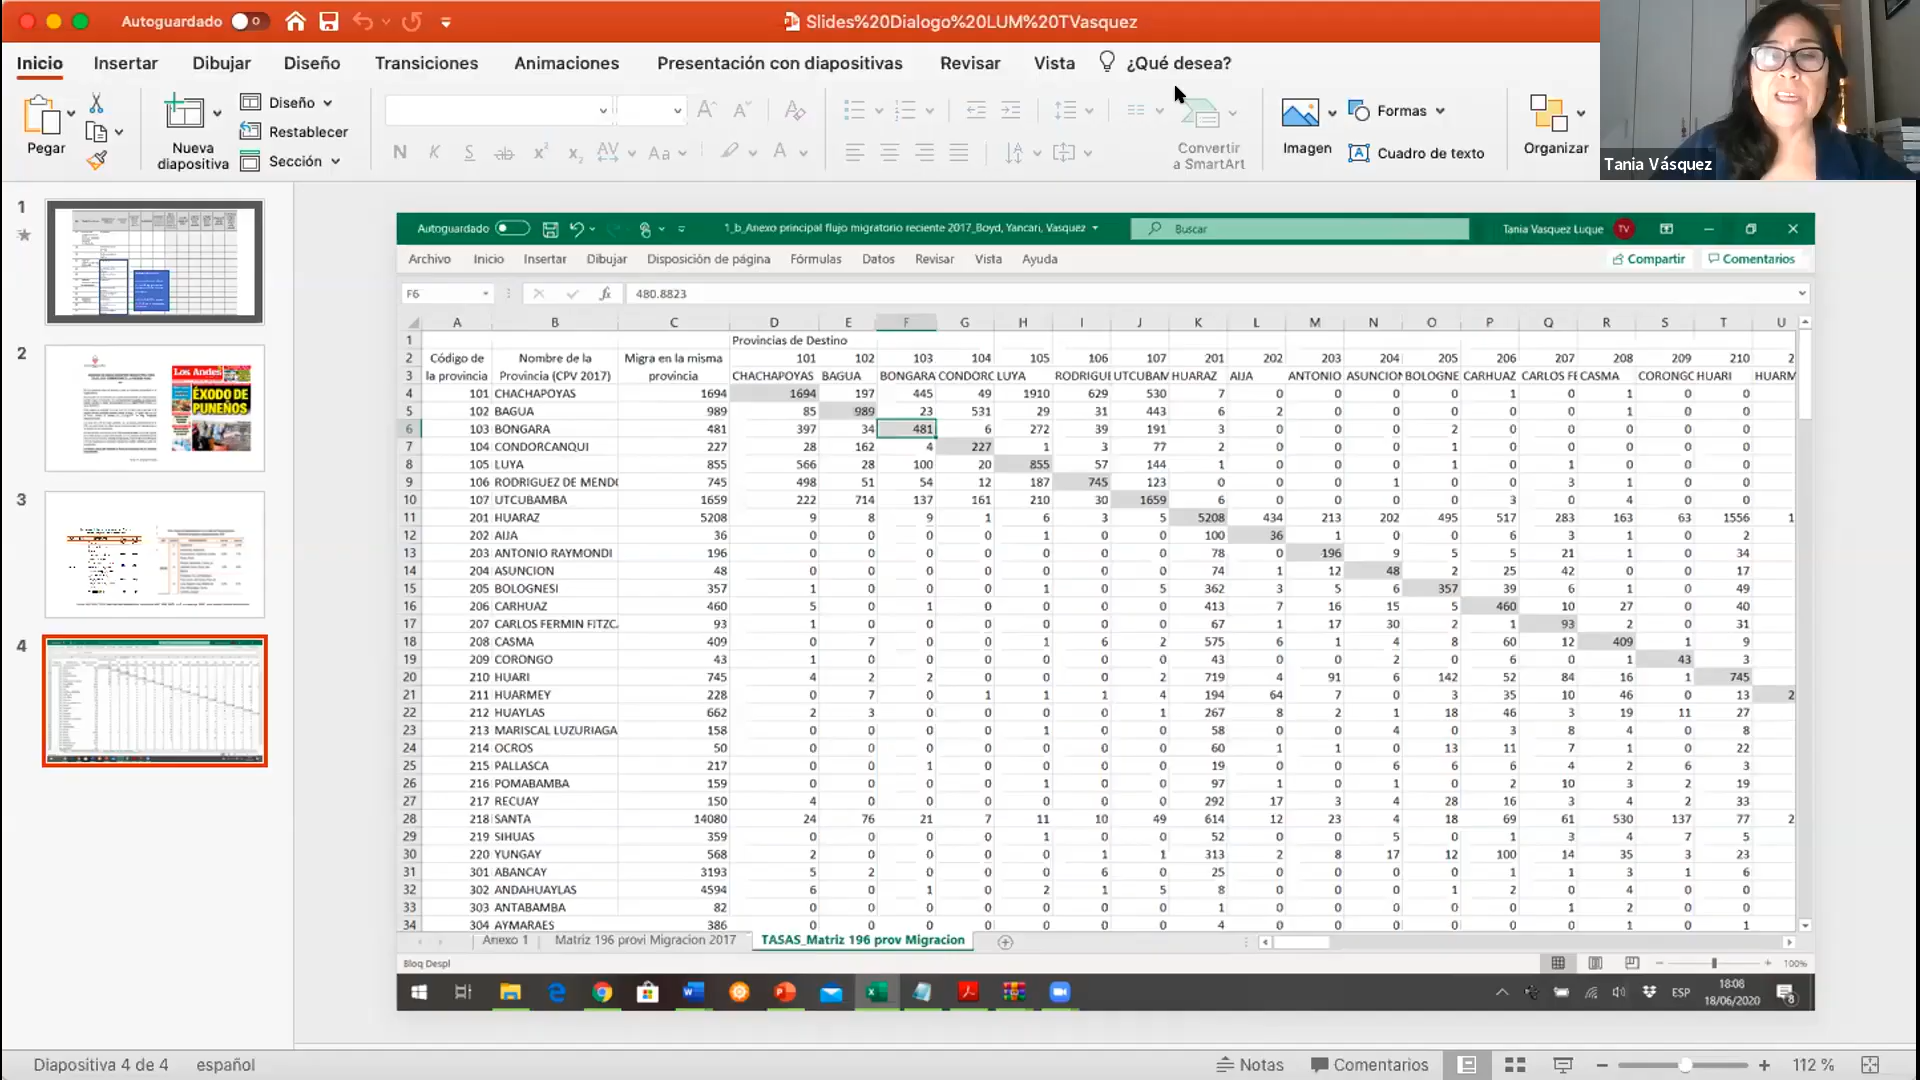 Autoguardado
Slides%20Dialogo%20LUM%20TVasquez
Inicio Insertar Dibujar Diseño Transiciones Animaciones Presentación con diapositivas Revisar Vista ¿Qué desea?
Pegar
Nueva diapositiva
Diseño
Restablecer
Sección
N K S ab x² x₂ AV Aa A
Convertir a SmartArt
Imagen
Formas
Cuadro de texto
Organizar
Tania Vásquez
1
2
Los Andes
ÉXODO DE PUNEÑOS
3
4
Autoguardado 1_b_Anexo principal flujo migratorio reciente 2017_Boyd, Yancari, Vasquez Buscar Tania Vasquez Luque TV
Archivo Inicio Insertar Dibujar Disposición de página Fórmulas Datos Revisar Vista Ayuda Compartir Comentarios
F6 fx 480.8823
A B C D E F G H I J K L M N O P Q R S T U
1 Provincias de Destino
2 Código de Nombre de la Migra en la misma 101 102 103 104 105 106 107 201 202 203 204 205 206 207 208 209 210 2
3 la provincia Provincia (CPV 2017) provincia CHACHAPOYAS BAGUA BONGARA CONDORC LUYA RODRIGUI UTCUBAM HUARAZ AIJA ANTONIO ASUNCION BOLOGNE CARHUAZ CARLOS FE CASMA CORONGO HUARI HUARM
4 101 CHACHAPOYAS 1694 1694 197 445 49 1910 629 530 7 0 0 0 0 1 0 1 0 0
5 102 BAGUA 989 85 989 23 531 29 31 443 6 2 0 0 0 0 0 1 0 0
6 103 BONGARA 481 397 34 481 6 272 39 191 3 0 0 0 2 0 0 0 0 0
7 104 CONDORCANQUI 227 28 162 4 227 1 3 77 2 0 0 0 1 0 0 0 0 0
8 105 LUYA 855 566 28 100 20 855 57 144 1 0 0 0 1 0 1 0 0 0
9 106 RODRIGUEZ DE MEND 745 498 51 54 12 187 745 123 0 0 0 1 0 0 3 1 0 0
10 107 UTCUBAMBA 1659 222 714 137 161 210 30 1659 6 0 0 0 0 3 0 4 0 0
11 201 HUARAZ 5208 9 8 9 1 6 3 5 5208 434 213 202 495 517 283 163 63 1556 1
12 202 AIJA 36 0 0 0 0 1 0 0 100 36 1 0 0 6 3 1 0 2
13 203 ANTONIO RAYMONDI 196 0 0 0 0 0 0 0 78 0 196 9 5 5 21 1 0 34
14 204 ASUNCION 48 0 0 0 0 0 0 0 74 1 12 48 2 25 42 0 0 17
15 205 BOLOGNESI 357 1 0 0 0 1 0 5 362 3 5 6 357 39 6 1 0 49
16 206 CARHUAZ 460 5 0 1 0 0 0 0 413 7 16 15 5 460 10 27 0 40
17 207 CARLOS FERMIN FITZC 93 1 0 0 0 0 0 0 67 1 17 30 2 1 93 2 0 31
18 208 CASMA 409 0 7 0 0 1 6 2 575 6 1 4 8 60 12 409 1 9
19 209 CORONGO 43 1 0 0 0 0 0 0 43 0 0 2 0 6 0 1 43 3
20 210 HUARI 745 4 2 2 0 0 0 2 719 4 91 6 142 52 84 16 1 745
21 211 HUARMEY 228 0 7 0 1 1 1 4 194 64 7 0 3 35 10 46 0 13 2
22 212 HUAYLAS 662 2 3 0 0 0 0 1 267 8 2 1 18 46 3 19 11 27
23 213 MARISCAL LUZURIAGA 158 0 0 0 0 1 0 0 58 0 0 4 0 3 8 4 0 8
24 214 OCROS 50 0 0 0 0 0 0 0 60 1 1 0 13 11 7 1 0 22
25 215 PALLASCA 217 0 0 1 0 0 0 0 19 0 0 6 6 6 4 2 6 3
26 216 POMABAMBA 159 0 0 0 0 1 0 0 97 1 0 1 0 2 10 3 2 19
27 217 RECUAY 150 4 0 0 0 0 0 0 292 17 3 4 28 16 3 4 2 33
28 218 SANTA 14080 24 76 21 7 11 10 49 614 12 23 4 18 69 61 530 137 77 2
29 219 SIHUAS 359 0 0 0 0 1 0 0 52 0 0 5 0 1 3 4 7 5
30 220 YUNGAY 568 2 0 0 0 0 1 1 313 2 8 17 12 100 14 35 3 23
31 301 ABANCAY 3193 5 2 0 0 0 6 0 25 0 0 0 0 1 1 3 1 6
32 302 ANDAHUAYLAS 4594 6 0 1 0 2 1 5 8 0 0 0 1 2 0 4 0 0
33 303 ANTABAMBA 82 0 0 0 0 0 0 0 1 0 0 0 0 0 1 2 0 0
34 304 AYMARAES 386 0 0 0 0 0 0 0 4 0 0 0 0 0 0 1 0 1
Anexo 1 Matriz 196 provi Migracion 2017 TASAS_Matriz 196 prov Migracion
Bloq Despl 100%
ESP 18:08
18/06/2020 8
Diapositiva 4 de 4 español Notas Comentarios 112 %